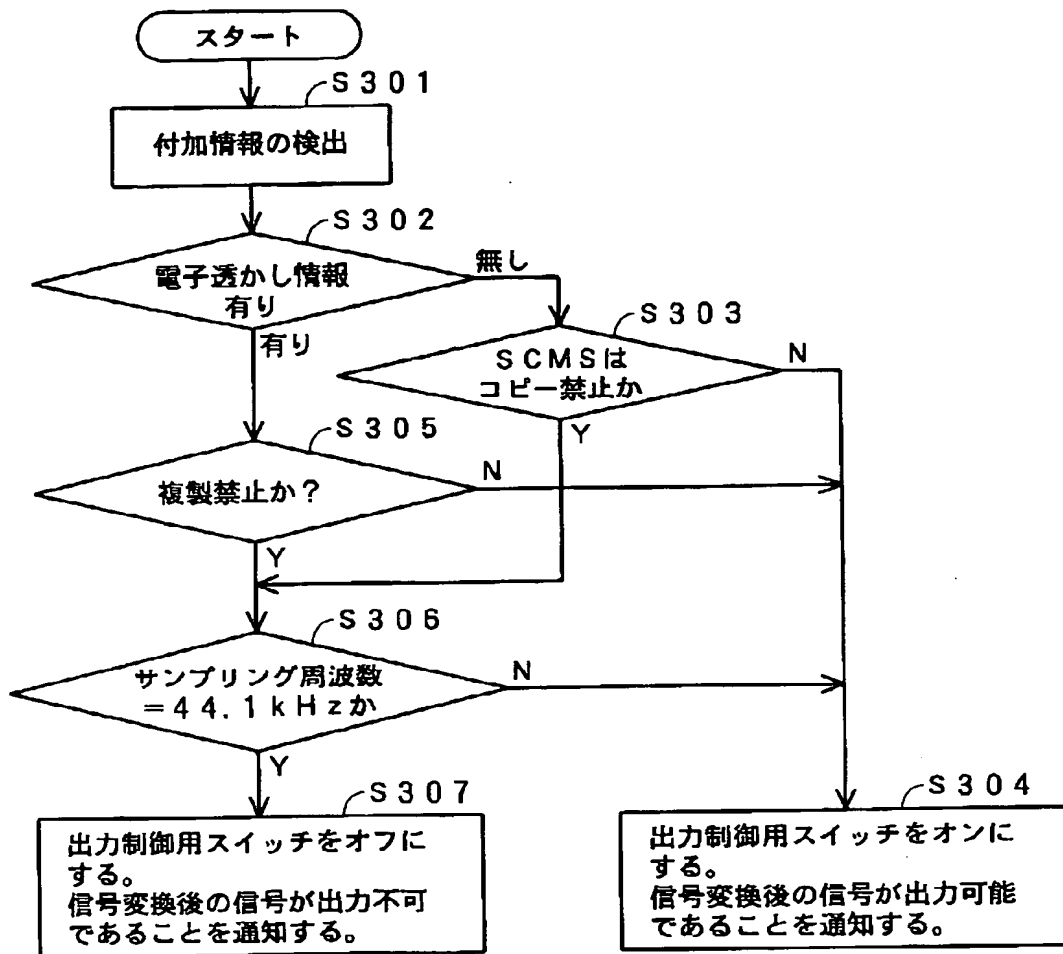 スタート
S301
付加情報の検出
S302
電子透かし情報
有り
無し
有り
S303
SCMSは
コピー禁止か
N
Y
S305
複製禁止か?
N
Y
S306
サンプリング周波数
=44.1kHzか
N
Y
S307
出力制御用スイッチをオフに
する。
信号変換後の信号が出力不可
であることを通知する。
S304
出力制御用スイッチをオンに
する。
信号変換後の信号が出力可能
であることを通知する。